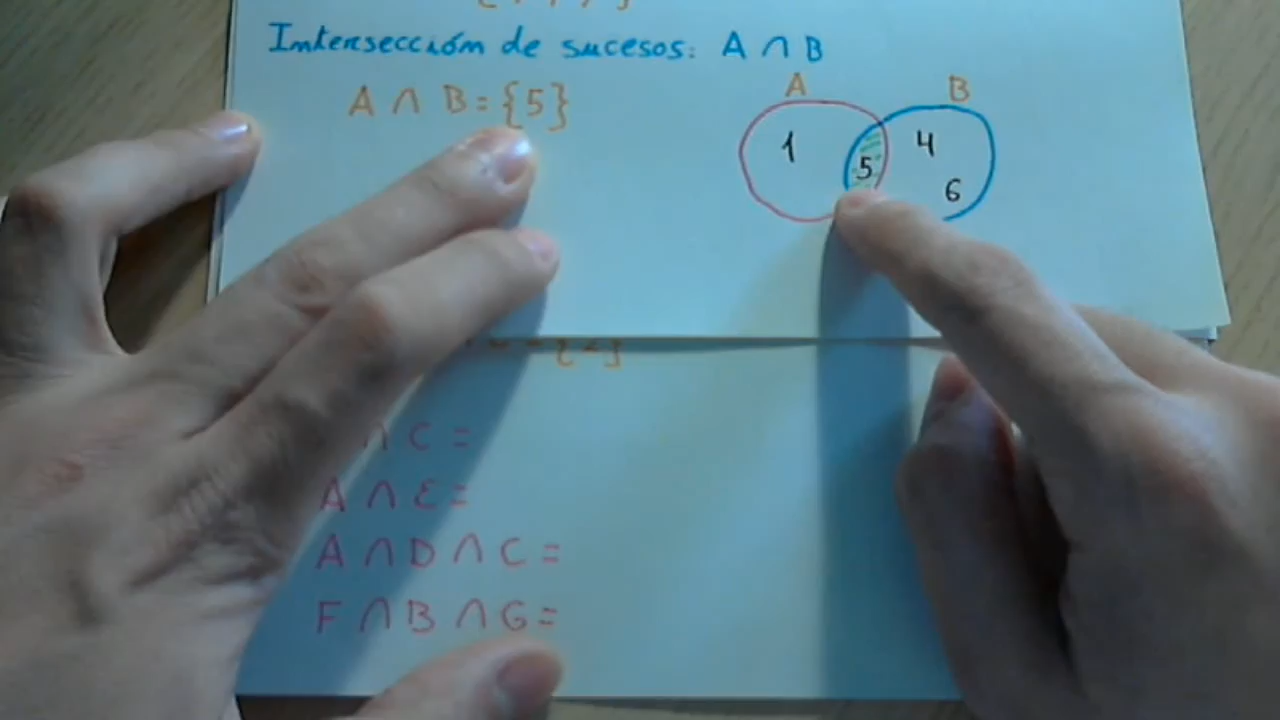 Intersección de sucesos: A ∩ B
A ∩ B = {5}
A B
1 5 4
6
∩ C =
A ∩ E =
A ∩ D ∩ C =
F ∩ B ∩ G =